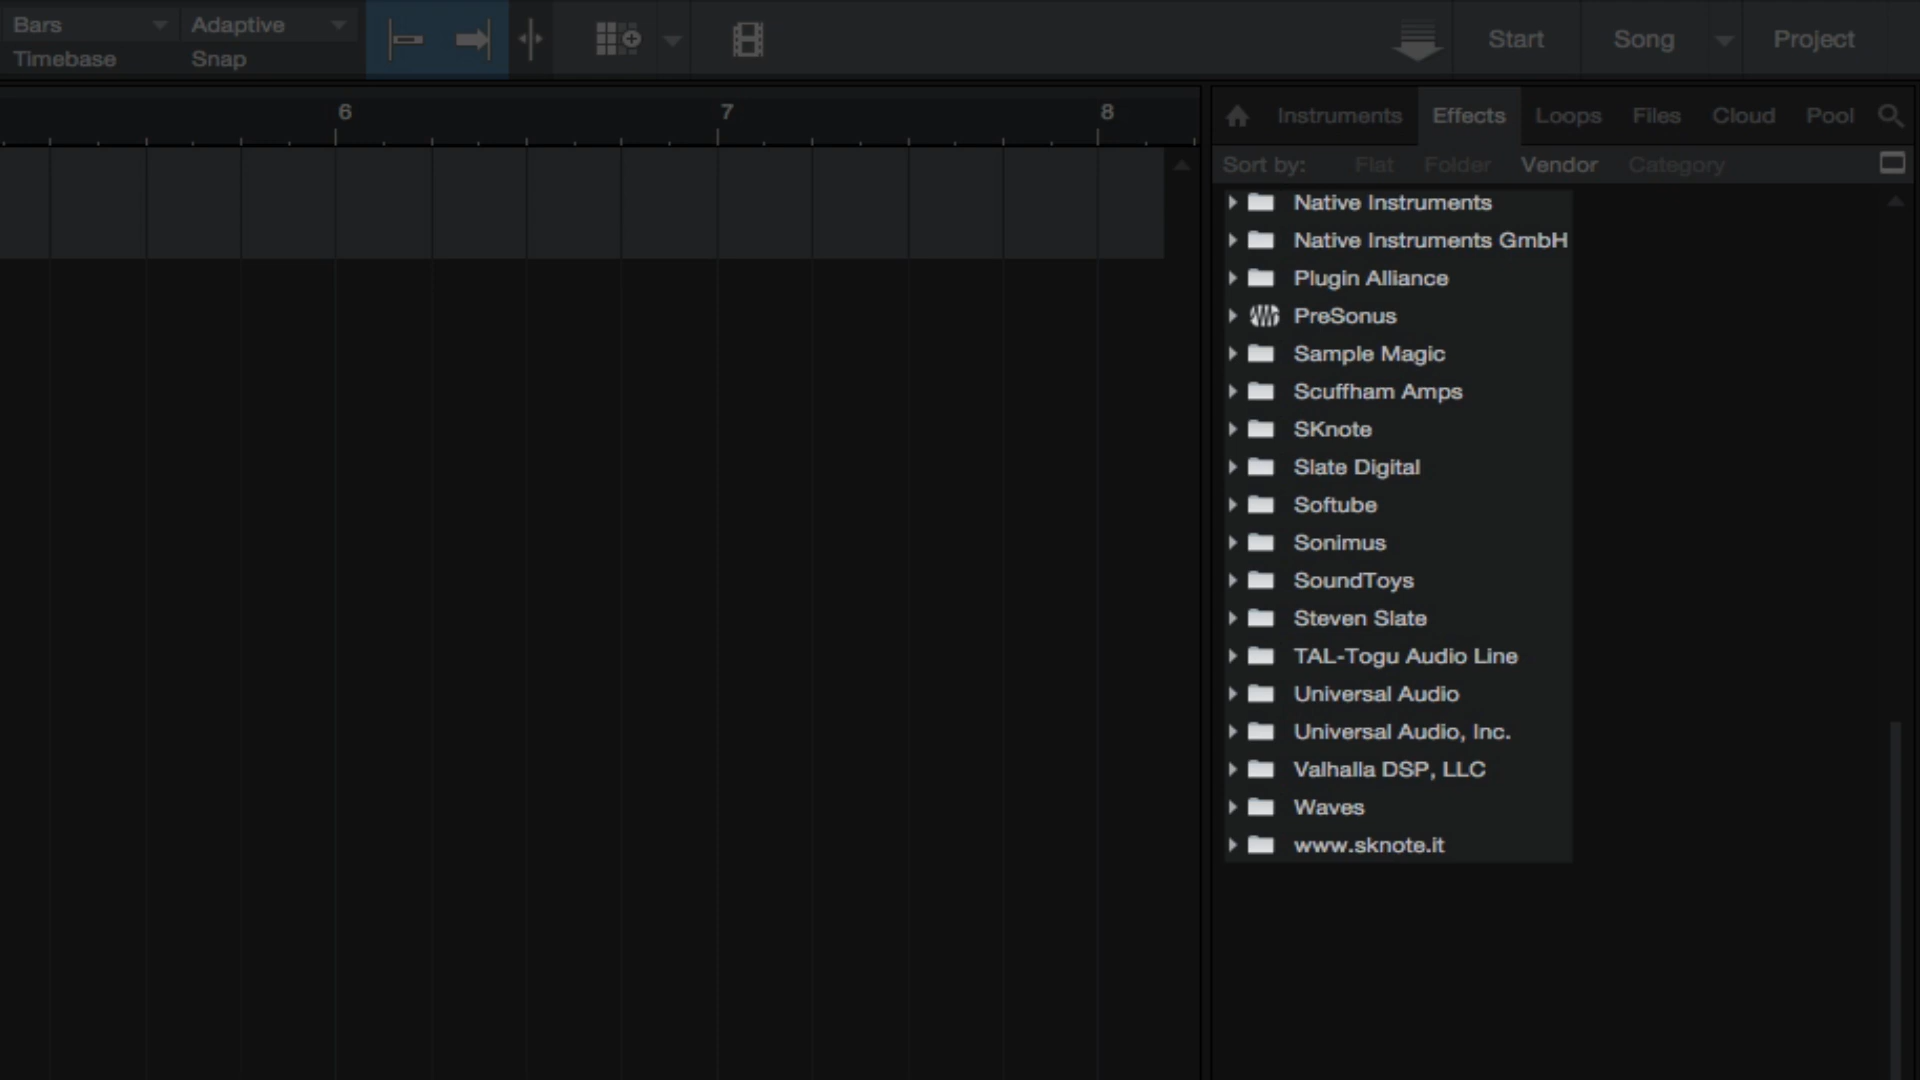 Bars Adaptive Start Song Project
Timebase Snap
6 7 8
Instruments Effects Loops Files Cloud Pool
Sort by: Flat Folder Vendor Category
Native Instruments
Native Instruments GmbH
Plugin Alliance
PreSonus
Sample Magic
Scuffham Amps
SKnote
Slate Digital
Softube
Sonimus
SoundToys
Steven Slate
TAL-Togu Audio Line
Universal Audio
Universal Audio, Inc.
Valhalla DSP, LLC
Waves
www.sknote.it